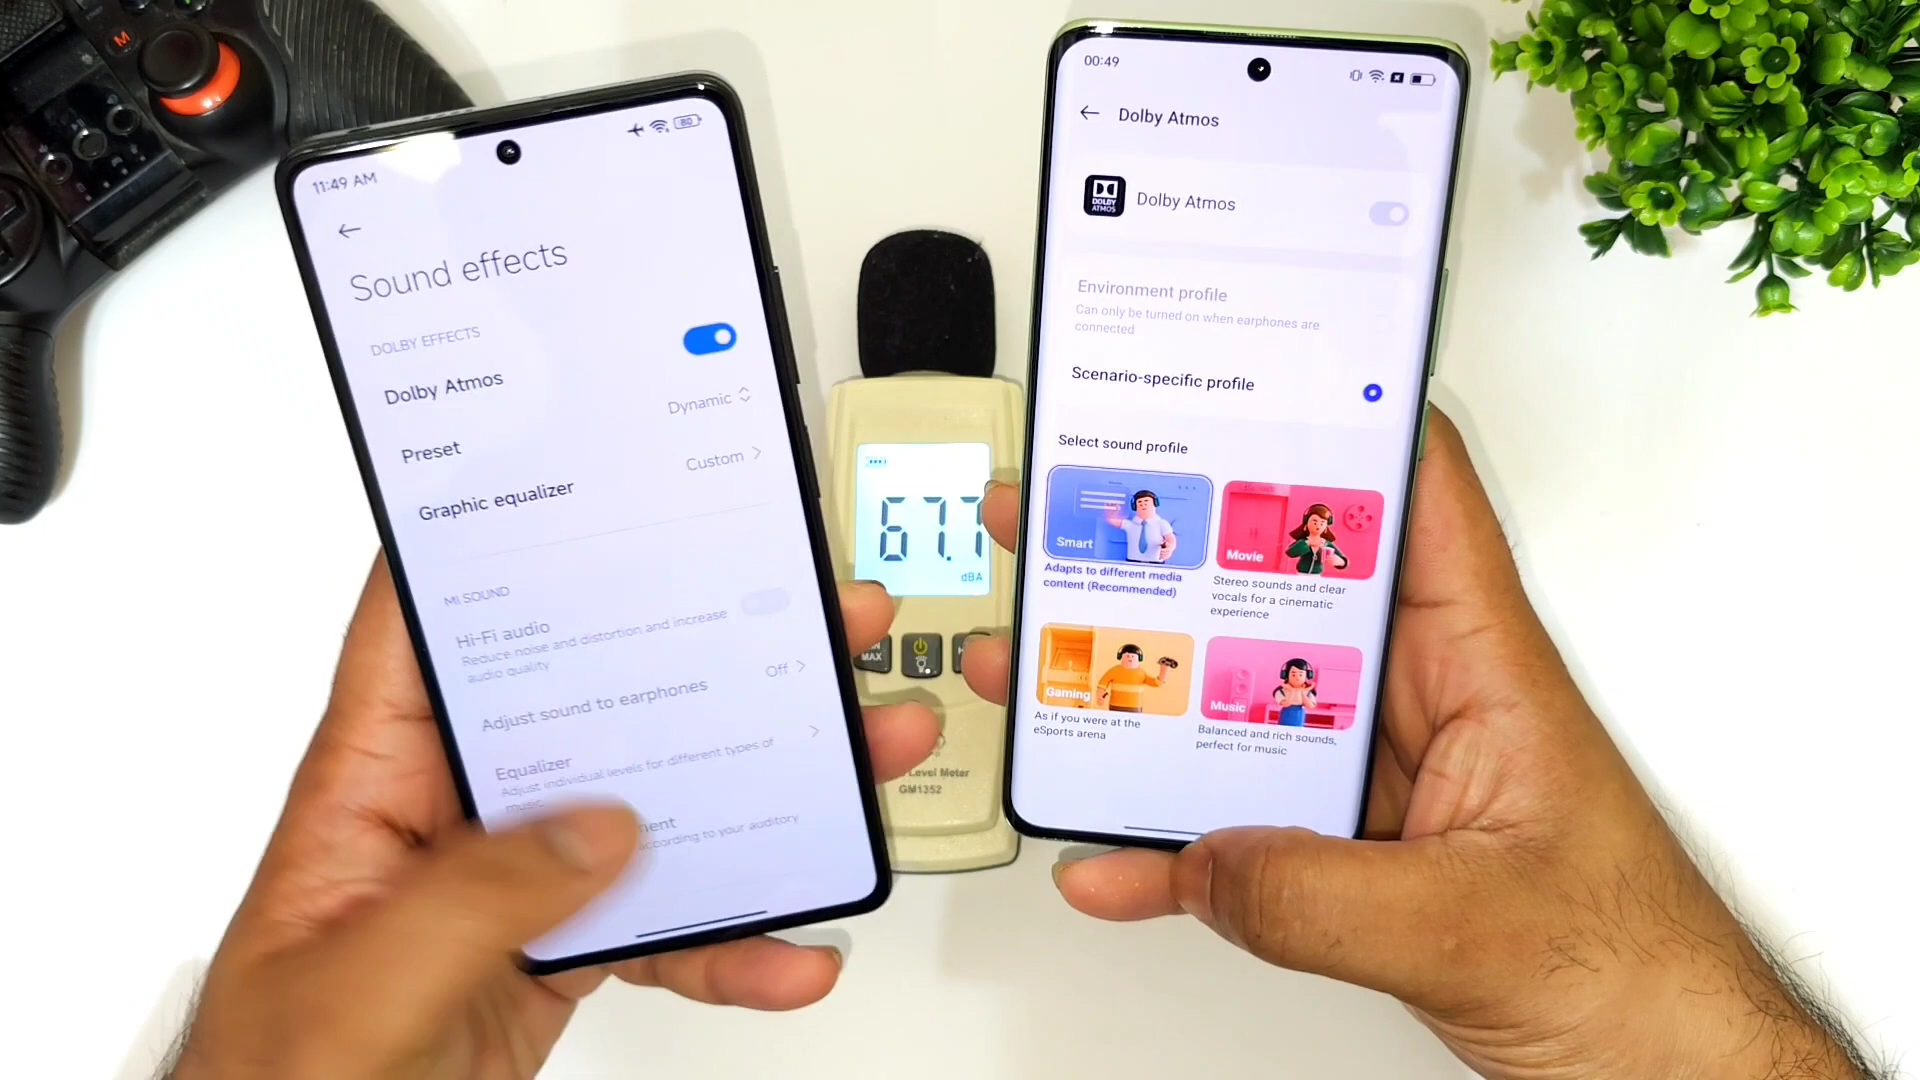 M
11:49 AM
80
Sound effects
DOLBY EFFECTS
Dolby Atmos
Preset
Dynamic
Graphic equalizer
Custom
MI SOUND
Hi-Fi audio
Reduce noise and distortion and increase
audio quality
Adjust sound to earphones
Off
Equalizer
Adjust individual levels for different types of
music
according to your auditory
67.7
dBA
MAX
Level Meter
GM1352
00:49
Dolby Atmos
DOLBY
ATMOS
Dolby Atmos
Environment profile
Can only be turned on when earphones are
connected
Scenario-specific profile
Select sound profile
Smart
Adapts to different media
content (Recommended)
Movie
Stereo sounds and clear
vocals for a cinematic
experience
Gaming
As if you were at the
eSports arena
Music
Balanced and rich sounds,
perfect for music